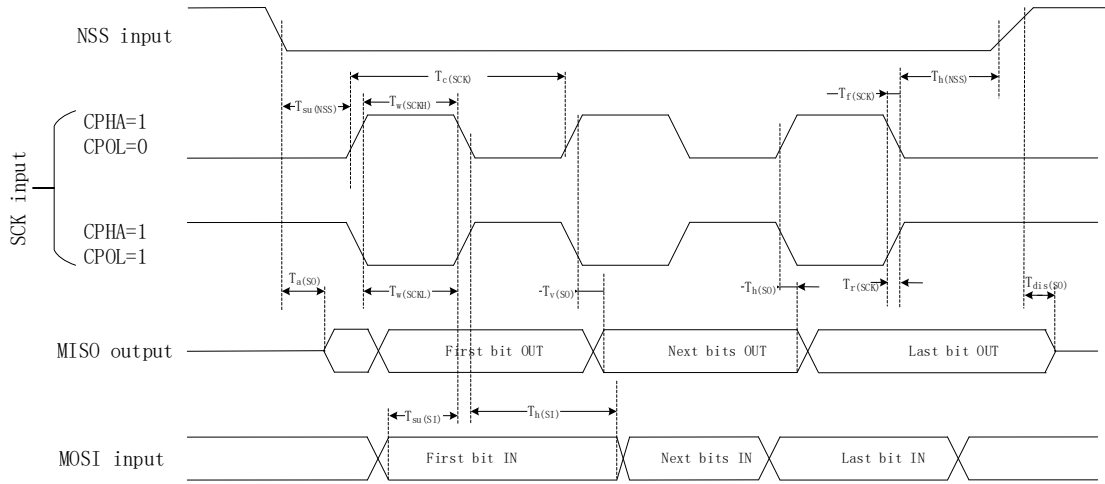 NSS input
Tc(SCK)
Tsu(NSS)
Tw(SCKH)
Tf(SCK)
Th(NSS)
SCK input
CPHA=1
CPOL=0
CPHA=1
CPOL=1
Ta(SO)
Tw(SCKL)
Tv(SO)
Th(SO)
Tr(SCK)
Tdis(SO)
MISO output
First bit OUT
Next bits OUT
Last bit OUT
Tsu(SI)
Th(SI)
MOSI input
First bit IN
Next bits IN
Last bit IN